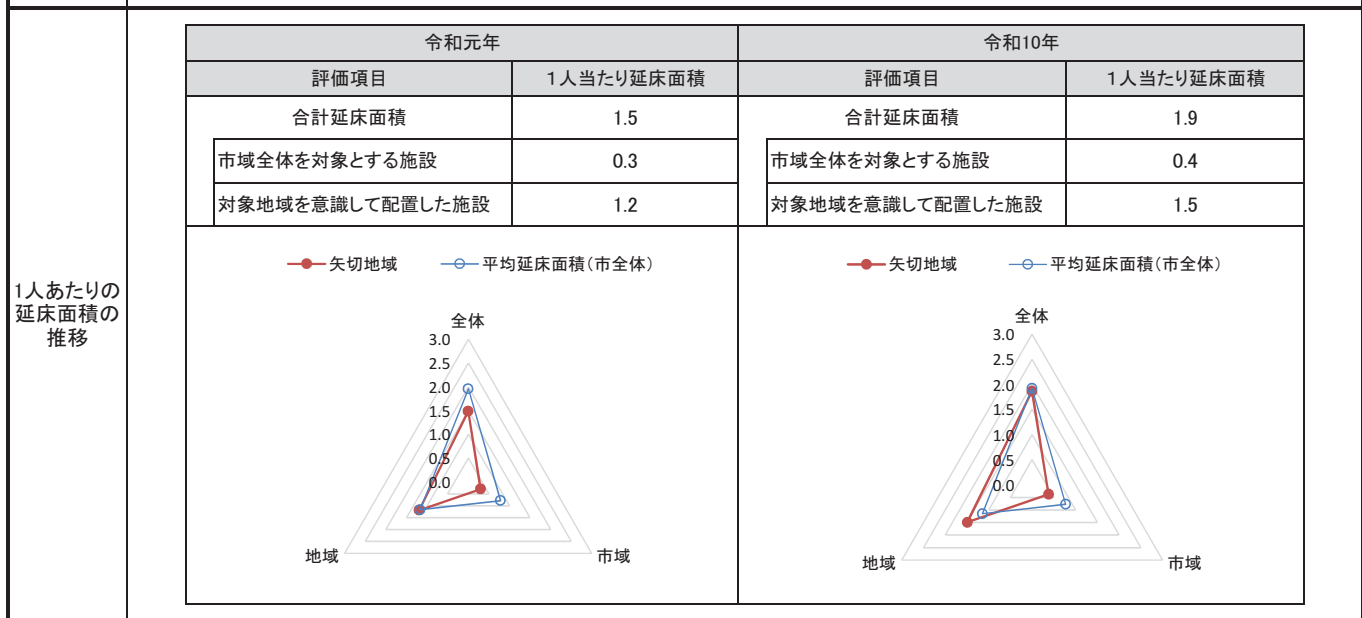 1人あたりの
延床面積の
推移
令和元年
令和10年
評価項目
1人当たり延床面積
評価項目
1人当たり延床面積
合計延床面積
1.5
合計延床面積
1.9
市域全体を対象とする施設
0.3
市域全体を対象とする施設
0.4
対象地域を意識して配置した施設
1.2
対象地域を意識して配置した施設
1.5
矢切地域
平均延床面積(市全体)
全体
3.0
2.5
2.0
1.5
1.0
0.5
0.0
地域
市域
矢切地域
平均延床面積(市全体)
全体
3.0
2.5
2.0
1.5
1.0
0.5
0.0
地域
市域